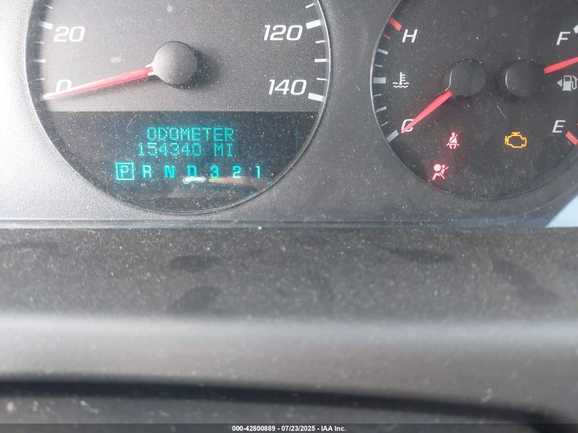 20 120 H F
0 140
ODOMETER
154340 MI
C E
P R N D 3 2 1
000-42800889 | 07/23/2025 - IAA Inc.